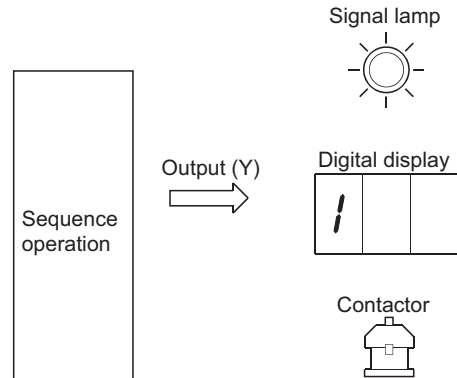 Signal lamp
Output (Y)
Digital display
1
Sequence
operation
Contactor